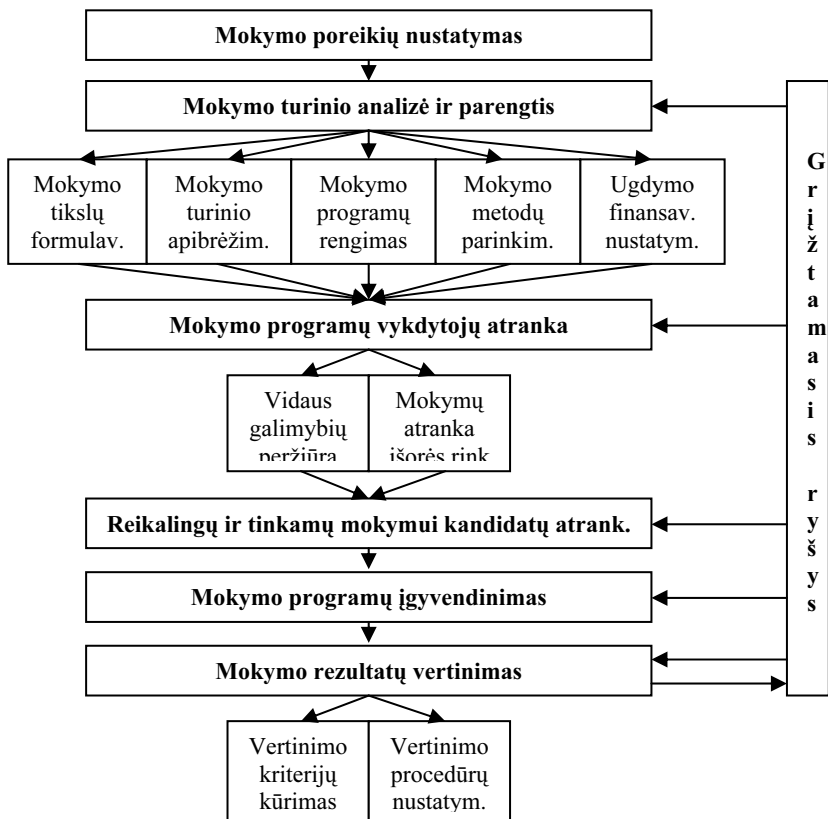 Mokymo poreikių nustatymas
Mokymo turinio analizė ir parengtis
Mokymo
tikslų
formulav.
Mokymo
turinio
apibrėžim.
Mokymo
programų
rengimas
Mokymo
metodų
parinkim.
Ugdymo
finansav.
nustatym.
Mokymo programų vykdytojų atranka
Vidaus
galimybių
peržiūra
Mokymų
atranka
išorės rink
Reikalingų ir tinkamų mokymui kandidatų atrank.
Mokymo programų įgyvendinimas
Mokymo rezultatų vertinimas
Vertinimo
kriterijų
kūrimas
Vertinimo
procedūrų
nustatym.
Grįžtamasis ryšys